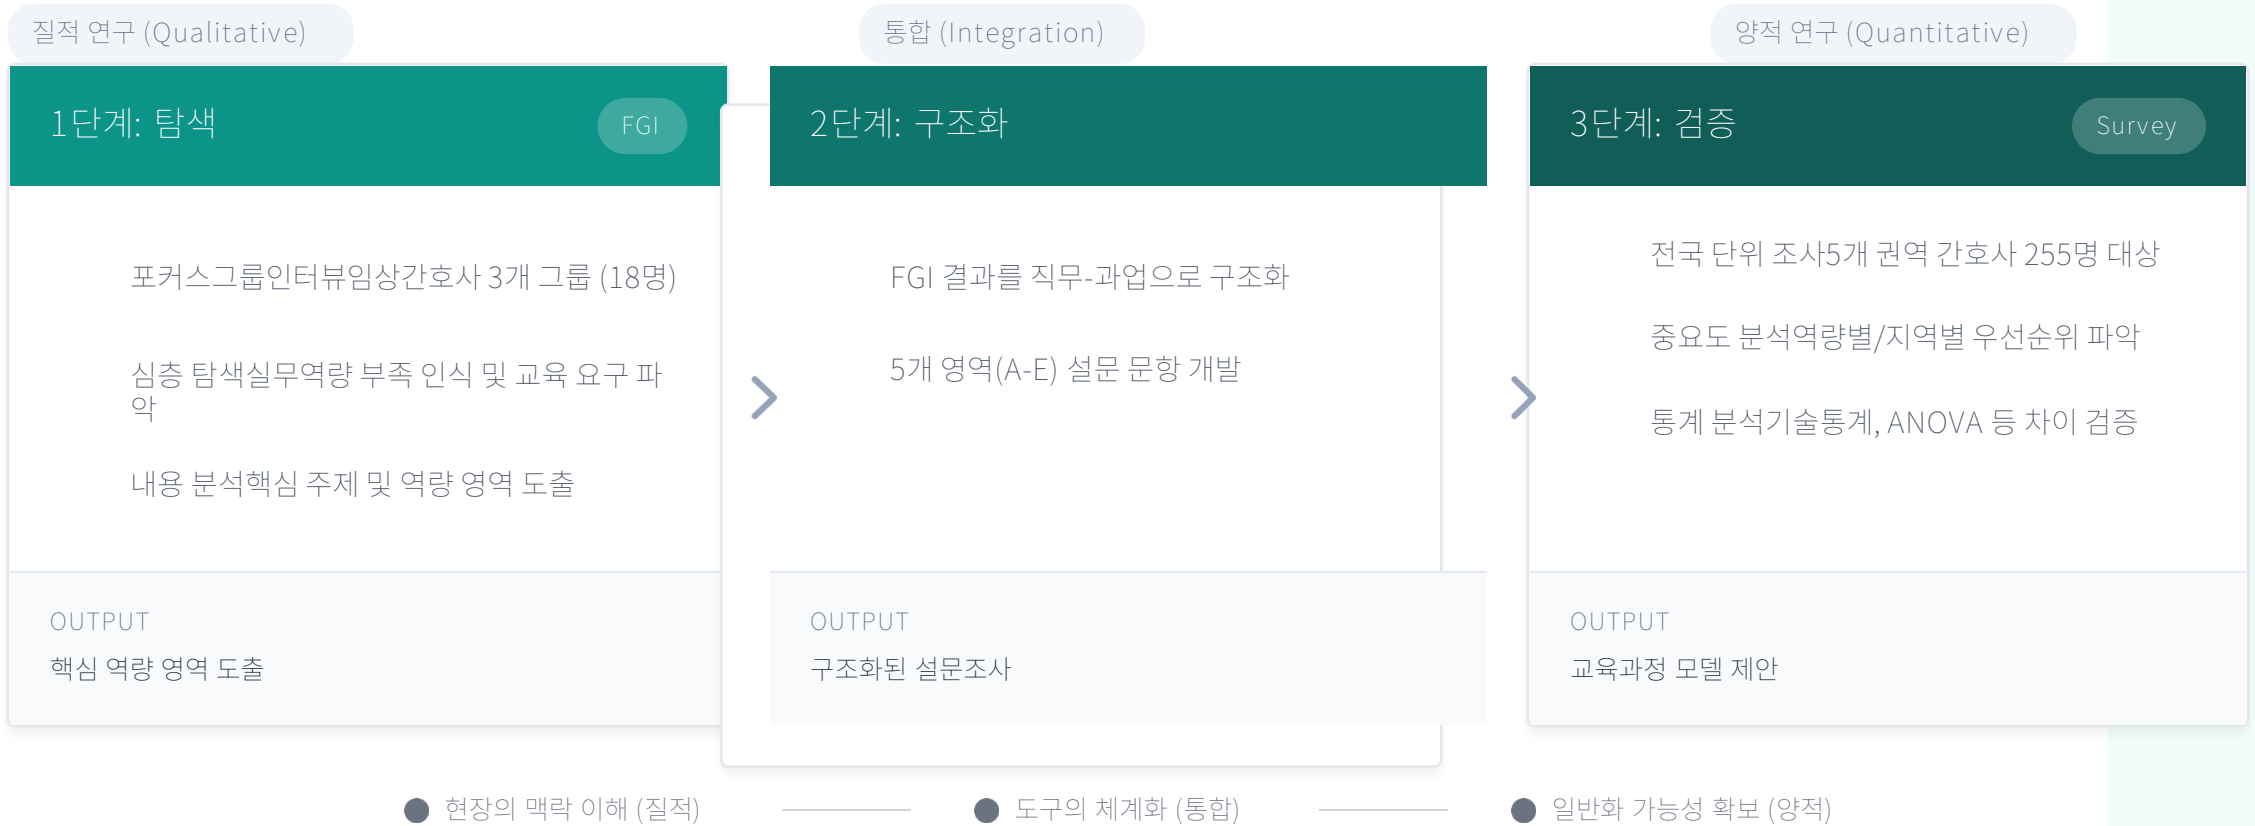 질적 연구 (Qualitative)
통합 (Integration)
양적 연구 (Quantitative)
1단계: 탐색
FGI
포커스그룹인터뷰임상간호사 3개 그룹 (18명)
심층 탐색실무역량 부족 인식 및 교육 요구 파
악
내용 분석핵심 주제 및 역량 영역 도출
OUTPUT
핵심 역량 영역 도출
2단계: 구조화
FGI 결과를 직무-과업으로 구조화
5개 영역(A-E) 설문 문항 개발
OUTPUT
구조화된 설문조사
3단계: 검증
Survey
전국 단위 조사5개 권역 간호사 255명 대상
중요도 분석역량별/지역별 우선순위 파악
통계 분석기술통계, ANOVA 등 차이 검증
OUTPUT
교육과정 모델 제안
현장의 맥락 이해 (질적)
도구의 체계화 (통합)
일반화 가능성 확보 (양적)